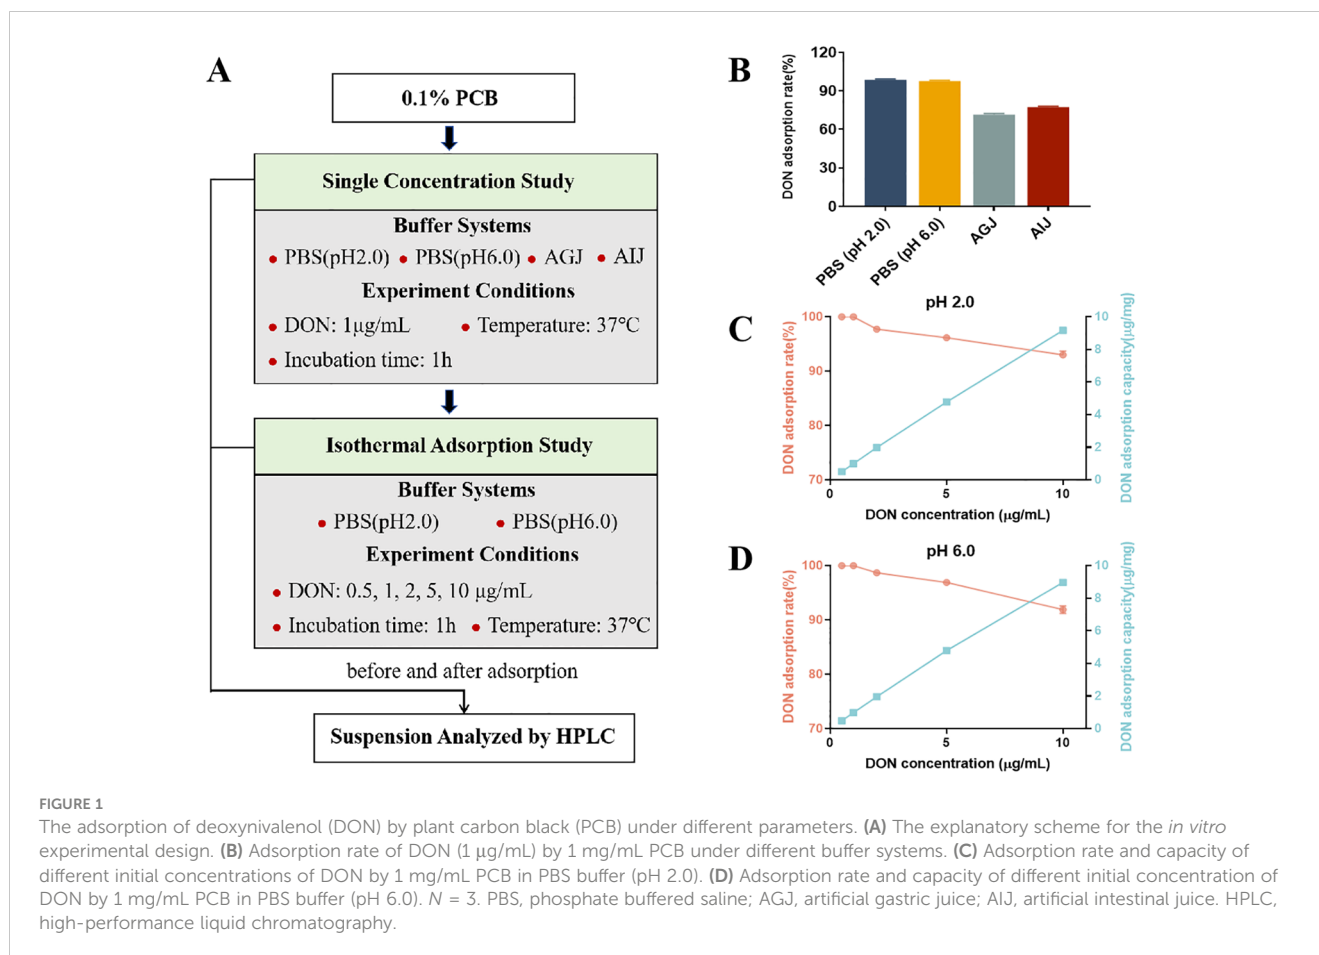 A
0.1% PCB
Single Concentration Study
Buffer Systems
• PBS(pH2.0) • PBS(pH6.0) • AGJ • AIJ
Experiment Conditions
• DON: 1μg/mL • Temperature: 37℃
• Incubation time: 1h
Isothermal Adsorption Study
Buffer Systems
• PBS(pH2.0) • PBS(pH6.0)
Experiment Conditions
• DON: 0.5, 1, 2, 5, 10 μg/mL
• Incubation time: 1h • Temperature: 37℃
before and after adsorption
Suspension Analyzed by HPLC
B
DON adsorption rate(%)
120
90
60
30
0
PBS (pH 2.0)
PBS (pH 6.0)
AGJ
AIJ
C
pH 2.0
DON adsorption rate(%)
100
90
80
70
0 5 10
DON concentration (μg/mL)
10
8
6
4
2
0
DON adsorption capacity(μg/mg)
D
pH 6.0
DON adsorption rate(%)
100
90
80
70
0 5 10
DON concentration (μg/mL)
10
8
6
4
2
0
DON adsorption capacity(μg/mg)
FIGURE 1
The adsorption of deoxynivalenol (DON) by plant carbon black (PCB) under different parameters. (A) The explanatory scheme for the in vitro
experimental design. (B) Adsorption rate of DON (1 μg/mL) by 1 mg/mL PCB under different buffer systems. (C) Adsorption rate and capacity of
different initial concentrations of DON by 1 mg/mL PCB in PBS buffer (pH 2.0). (D) Adsorption rate and capacity of different initial concentration of
DON by 1 mg/mL PCB in PBS buffer (pH 6.0). N = 3. PBS, phosphate buffered saline; AGJ, artificial gastric juice; AIJ, artificial intestinal juice. HPLC,
high-performance liquid chromatography.